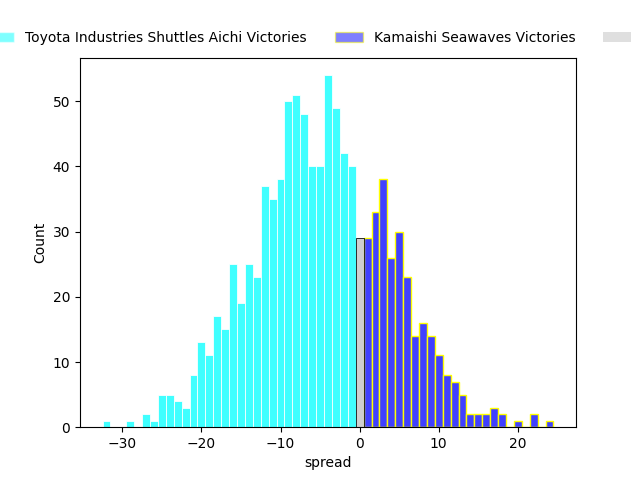 Toyota Industries Shuttles Aichi Victories Kamaishi Seawaves Victories
50
40
30
20
10
0
Count
−30 −20 −10 0 10 20
spread